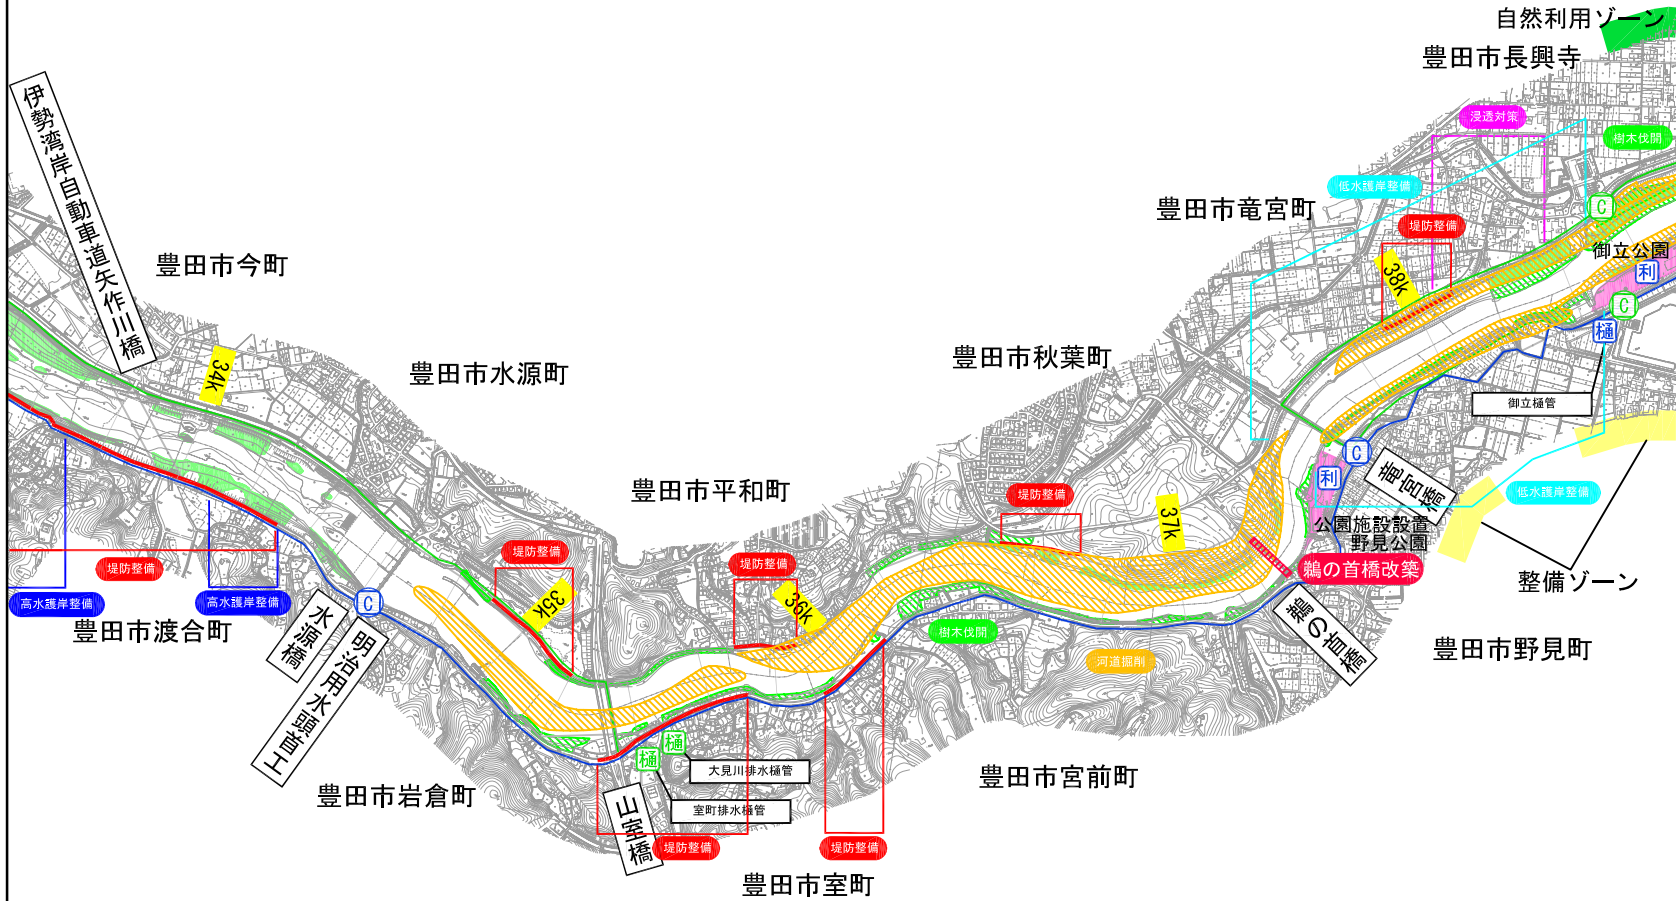 自然利用ゾーン
豊田市長興寺
浸透対策
樹木伐開
伊勢湾岸自動車道矢作川橋
低水護岸整備
豊田市竜宮町
C
堤防整備
御立公園
豊田市今町
38k
利
C
樋
豊田市水源町
34k
豊田市秋葉町
御立樋管
C
竜宮橋
豊田市平和町
利
堤防整備
37k
低水護岸整備
公園施設設置
野見公園
堤防整備
堤防整備
鵜の首橋改築
堤防整備
整備ゾーン
高水護岸整備
高水護岸整備
C
35k
36k
豊田市渡合町
水源橋
明治用水頭首工
樹木伐開
鵜の首橋
豊田市野見町
河道掘削
樋
樋
大見川排水樋管
豊田市宮前町
豊田市岩倉町
室町排水樋管
山室橋
堤防整備
堤防整備
豊田市室町